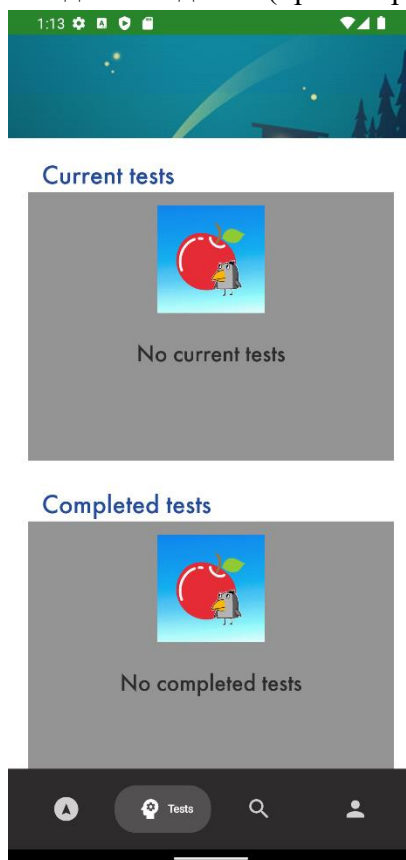 1:13
Current tests
No current tests
Completed tests
No completed tests
Tests